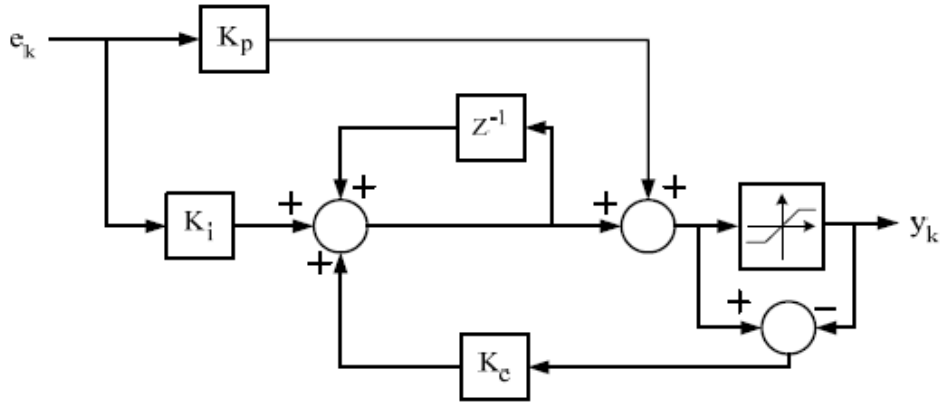 e_k
K_p
Z^-1
+ +
+ + +
K_i
+
y_k
+ −
K_c